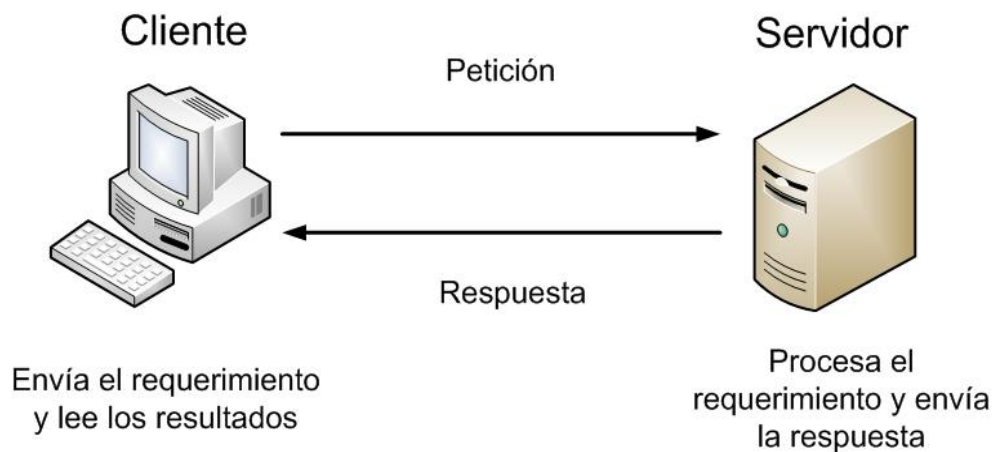 Cliente
Servidor
Petición
Respuesta
Envía el requerimiento
y lee los resultados
Procesa el
requerimiento y envía
la respuesta